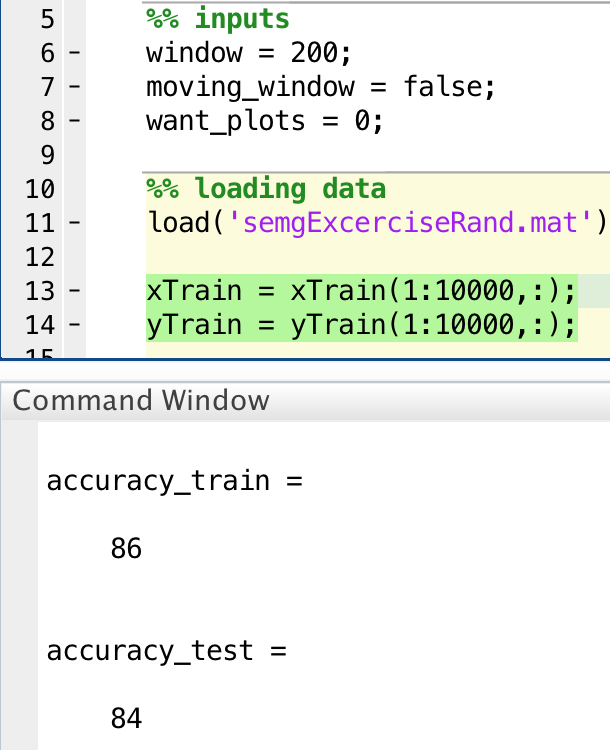 5 %% inputs
6 - window = 200;
7 - moving_window = false;
8 - want_plots = 0;
9
10 %% loading data
11 - load('semgExcerciseRand.mat')
12
13 - xTrain = xTrain(1:10000,:);
14 - yTrain = yTrain(1:10000,:);
15
Command Window
accuracy_train =
86
accuracy_test =
84